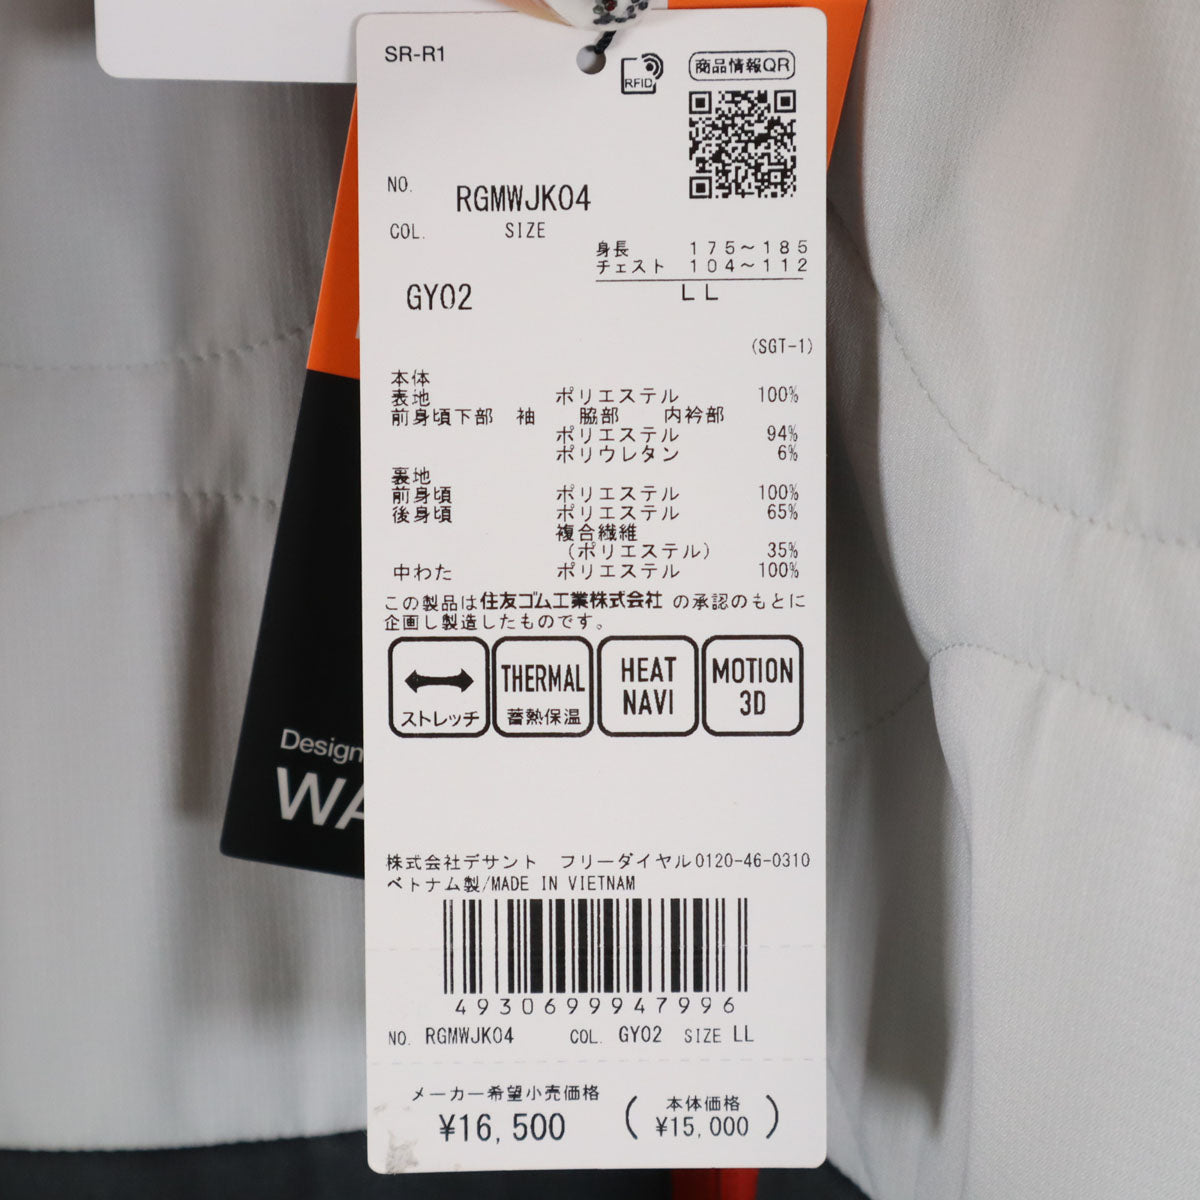 SR-R1
RFID
商品情報QR
NO. RGMWJK04
COL. SIZE
身長 175〜185
チェスト 104〜112
GY02 LL
(SGT-1)
本体
表地 ポリエステル 100%
前身頃下部 袖 脇部 内衿部
ポリエステル 94%
ポリウレタン 6%
裏地
前身頃 ポリエステル 100%
後身頃 ポリエステル 65%
複合繊維
(ポリエステル) 35%
中わた ポリエステル 100%
この製品は住友ゴム工業株式会社の承認のもとに
企画し製造したものです。
ストレッチ
THERMAL
蓄熱保温
HEAT
NAVI
MOTION
3D
Design
WA
株式会社デサント フリーダイヤル0120-46-0310
ベトナム製/MADE IN VIETNAM
4930699947996
NO. RGMWJK04 COL. GY02 SIZE LL
メーカー希望小売価格
¥16,500
(本体価格
¥15,000)